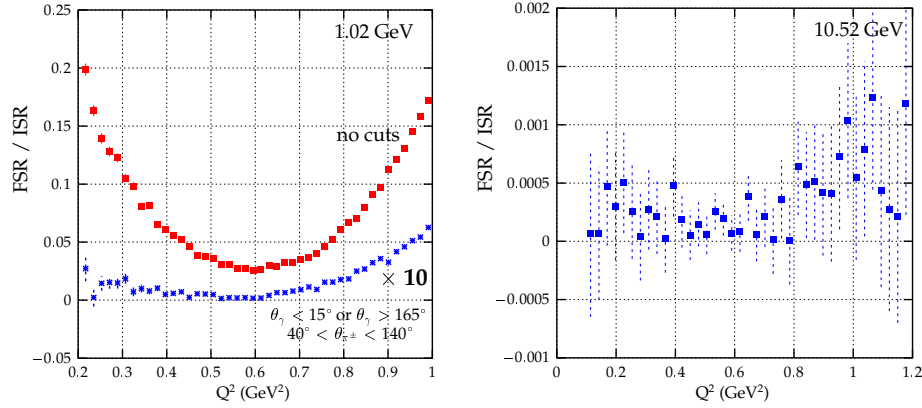 1.02 GeV
FSR / ISR
0.25
0.2
0.15
0.1
0.05
0
−0.05
no cuts
× 10
θγ < 15° or θγ > 165°
40° < θπ± < 140°
0.2 0.3 0.4 0.5 0.6 0.7 0.8 0.9 1
Q² (GeV²)
10.52 GeV
FSR / ISR
0.002
0.0015
0.001
0.0005
0
−0.0005
−0.001
0 0.2 0.4 0.6 0.8 1 1.2
Q² (GeV²)